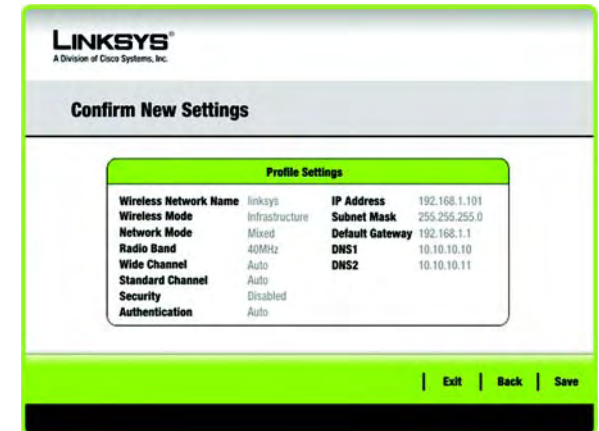 LINKSYS®
A Division of Cisco Systems, Inc.
Confirm New Settings
Profile Settings
Wireless Network Name linksys IP Address 192.168.1.101
Wireless Mode Infrastructure Subnet Mask 255.255.255.0
Network Mode Mixed Default Gateway 192.168.1.1
Radio Band 40MHz DNS1 10.10.10.10
Wide Channel Auto DNS2 10.10.10.11
Standard Channel Auto
Security Disabled
Authentication Auto
Exit Back Save